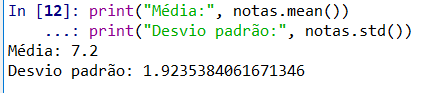 In [12]: print("Média:", notas.mean())
    ...: print("Desvio padrão:", notas.std())
Média: 7.2
Desvio padrão: 1.9235384061671346